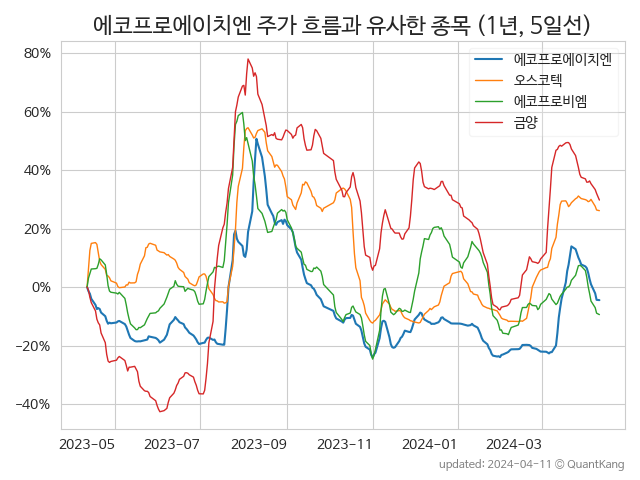 에코프로에이치엔 주가 흐름과 유사한 종목 (1년, 5일선)
에코프로에이치엔
오스코텍
에코프로비엠
금양
80%
60%
40%
20%
0%
−20%
−40%
2023-05 2023-07 2023-09 2023-11 2024-01 2024-03
updated: 2024-04-11 © QuantKang